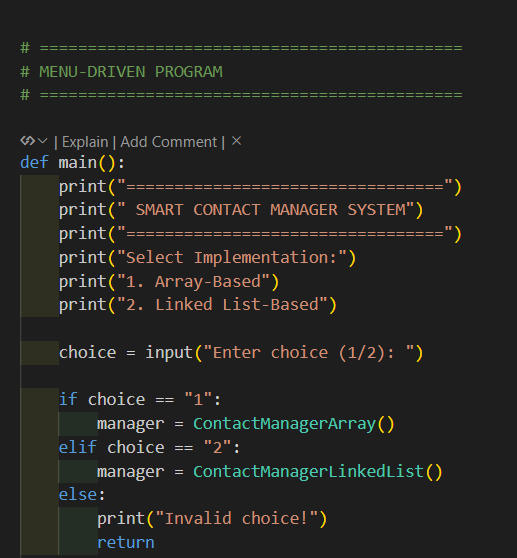 # ============================================
# MENU-DRIVEN PROGRAM
# ============================================
| Explain | Add Comment | ×
def main():
    print("=================================")
    print(" SMART CONTACT MANAGER SYSTEM")
    print("=================================")
    print("Select Implementation:")
    print("1. Array-Based")
    print("2. Linked List-Based")

    choice = input("Enter choice (1/2): ")

    if choice == "1":
        manager = ContactManagerArray()
    elif choice == "2":
        manager = ContactManagerLinkedList()
    else:
        print("Invalid choice!")
        return